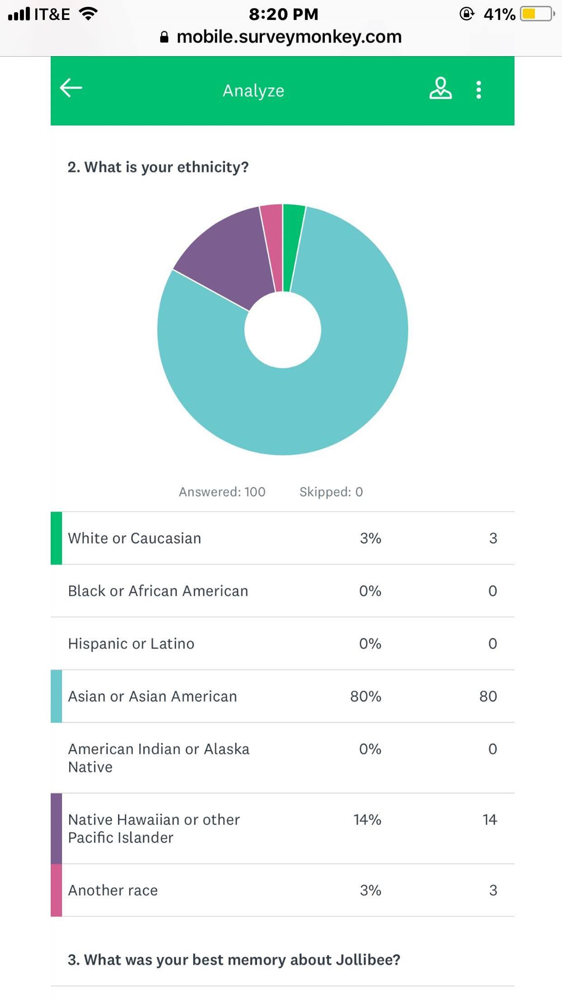 IT&E 8:20 PM 41%
mobile.surveymonkey.com
Analyze
2. What is your ethnicity?
Answered: 100 Skipped: 0
White or Caucasian 3% 3
Black or African American 0% 0
Hispanic or Latino 0% 0
Asian or Asian American 80% 80
American Indian or Alaska 0% 0
Native
Native Hawaiian or other 14% 14
Pacific Islander
Another race 3% 3
3. What was your best memory about Jollibee?